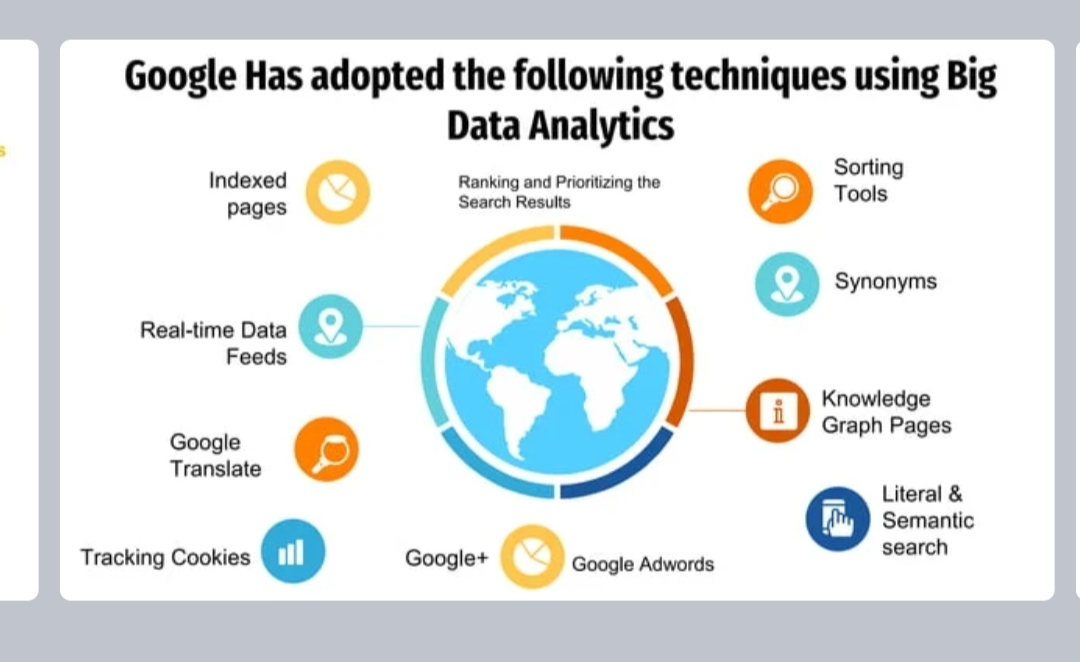 Google Has adopted the following techniques using Big
Data Analytics
Indexed
pages
Ranking and Prioritizing the
Search Results
Sorting
Tools
Synonyms
Real-time Data
Feeds
Knowledge
Graph Pages
Google
Translate
Literal &
Semantic
search
Tracking Cookies
Google+
Google Adwords
s
i